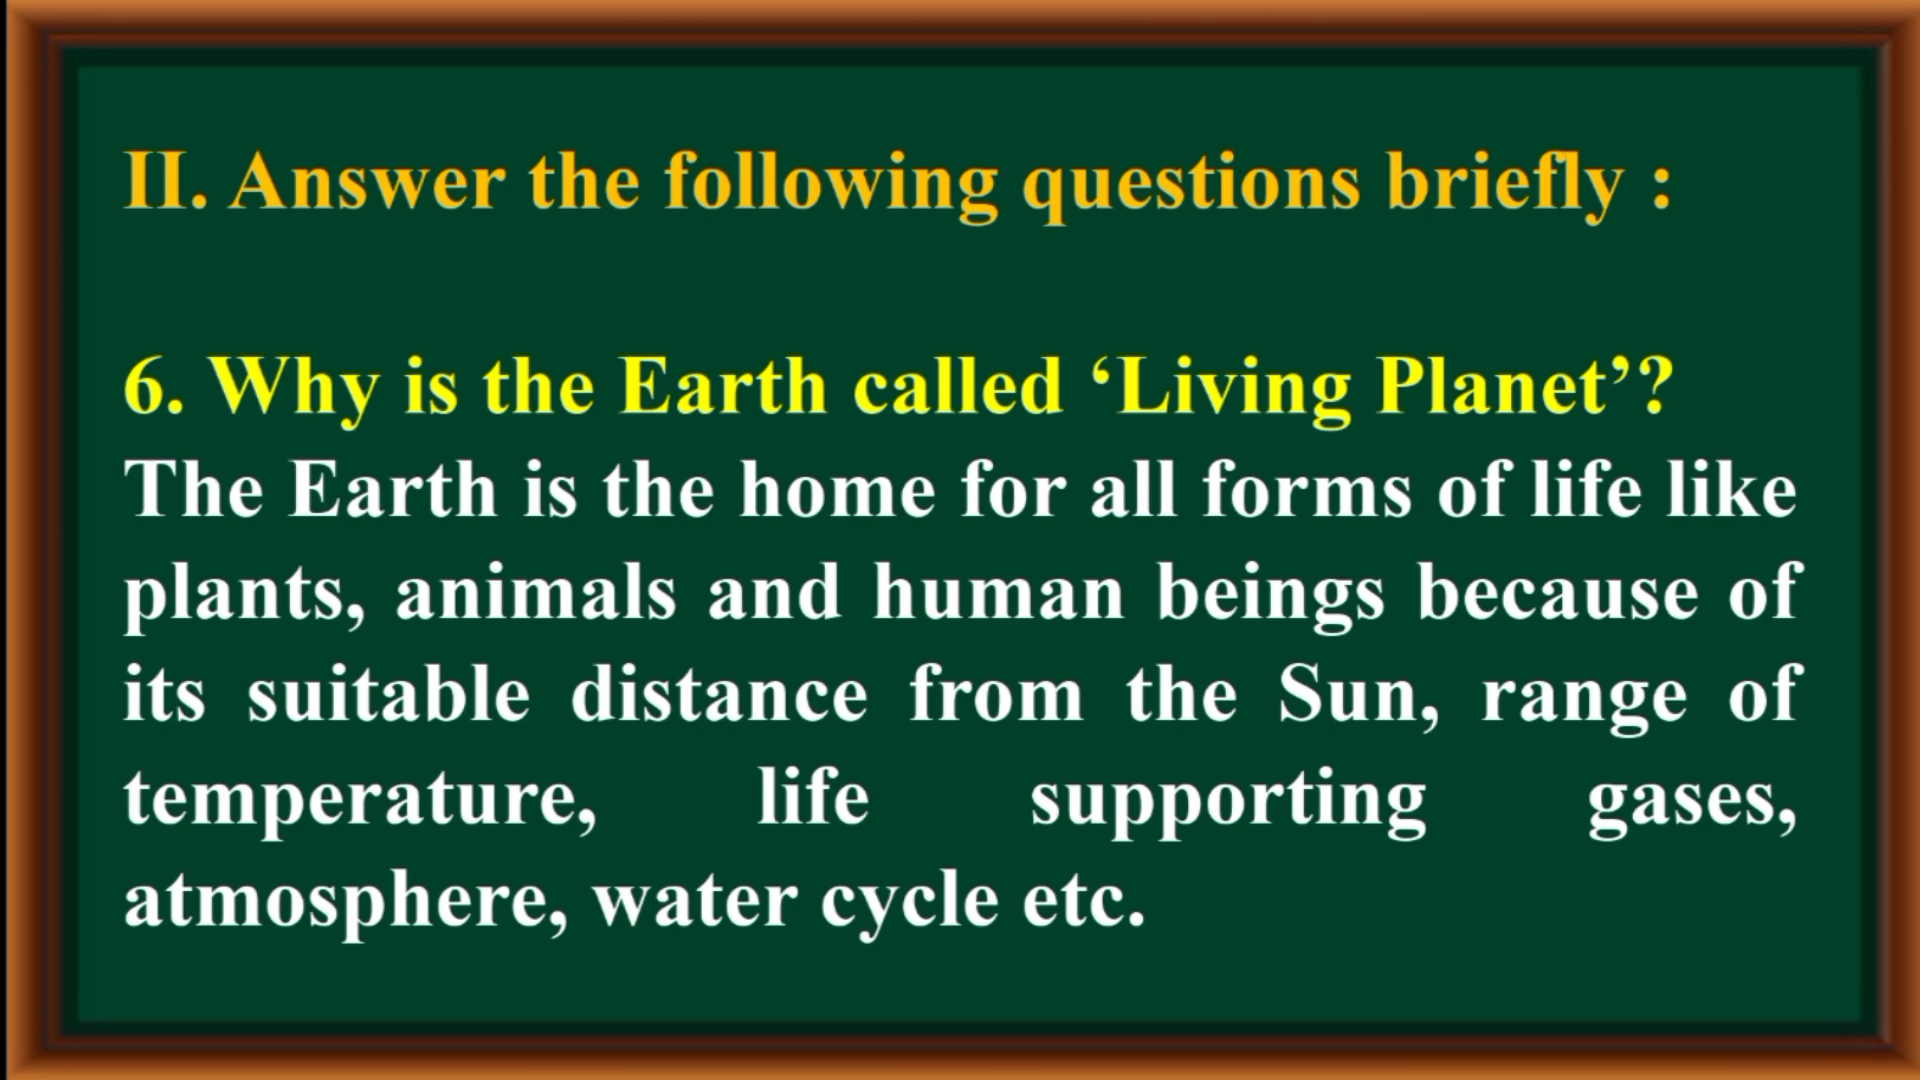 II. Answer the following questions briefly :
6. Why is the Earth called ‘Living Planet’?
The Earth is the home for all forms of life like
plants, animals and human beings because of
its suitable distance from the Sun, range of
temperature, life supporting gases,
atmosphere, water cycle etc.